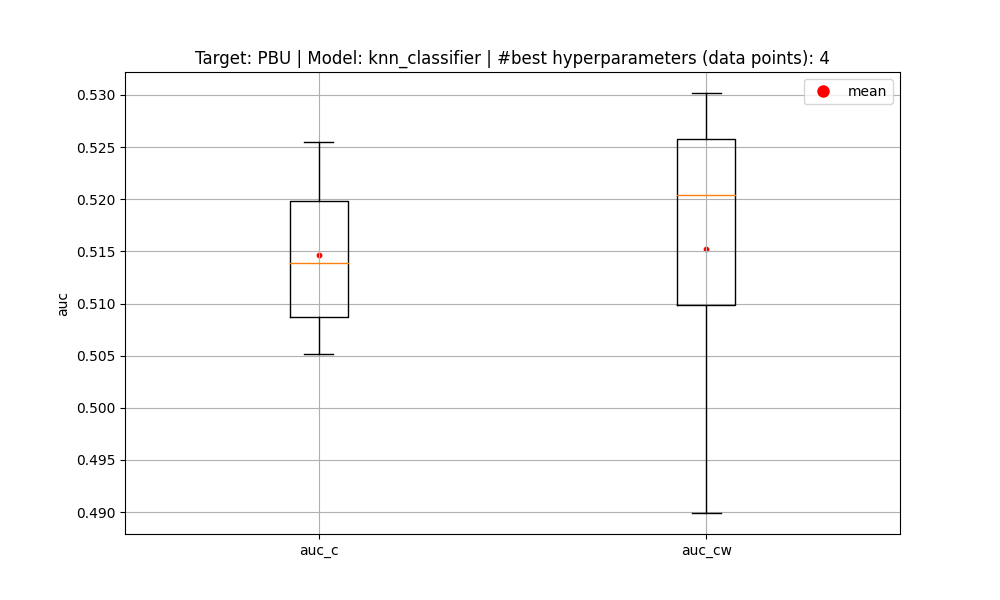 Target: PBU | Model: knn_classifier | #best hyperparameters (data points): 4
mean
0.530
0.525
0.520
0.515
0.510
0.505
0.500
0.495
0.490
auc
auc_c
auc_cw